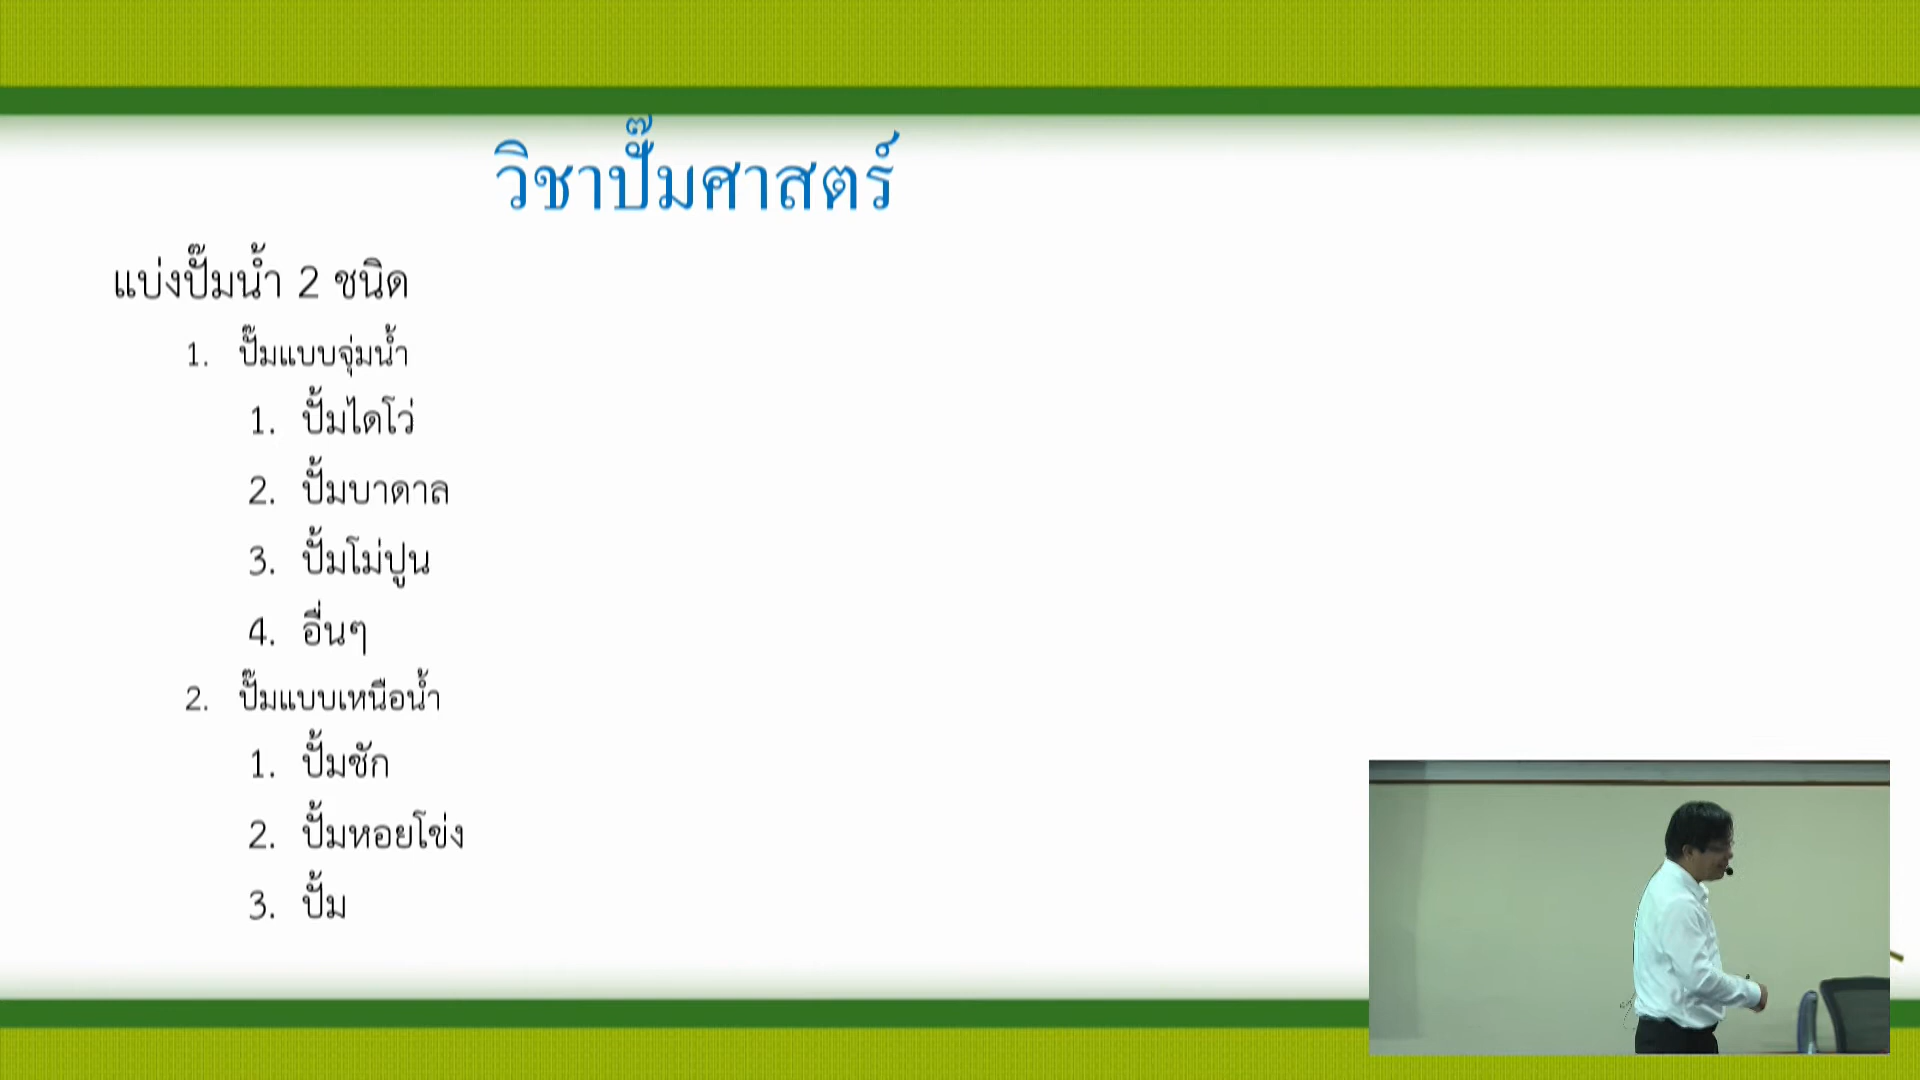 วิชาปั๊มศาสตร์
แบ่งปั๊มน้ำ 2 ชนิด
1. ปั๊มแบบจุ่มน้ำ
1. ปั้มไดโว่
2. ปั้มบาดาล
3. ปั้มโม่ปูน
4. อื่นๆ
2. ปั๊มแบบเหนือน้ำ
1. ปั้มชัก
2. ปั้มหอยโข่ง
3. ปั้ม